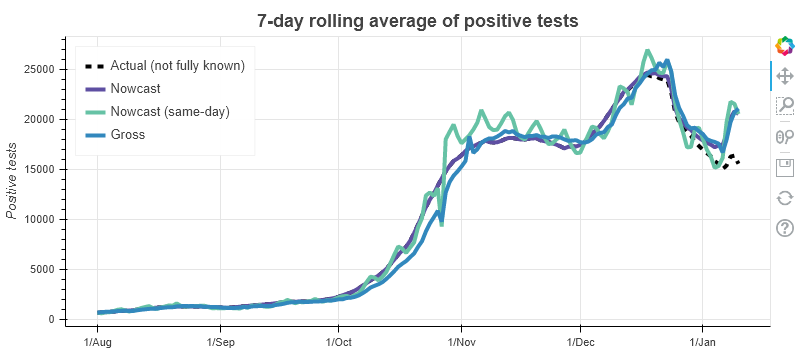 7-day rolling average of positive tests
Actual (not fully known)
Nowcast
Nowcast (same-day)
Gross
Positive tests
25000
20000
15000
10000
5000
0
1/Aug
1/Sep
1/Oct
1/Nov
1/Dec
1/Jan
?